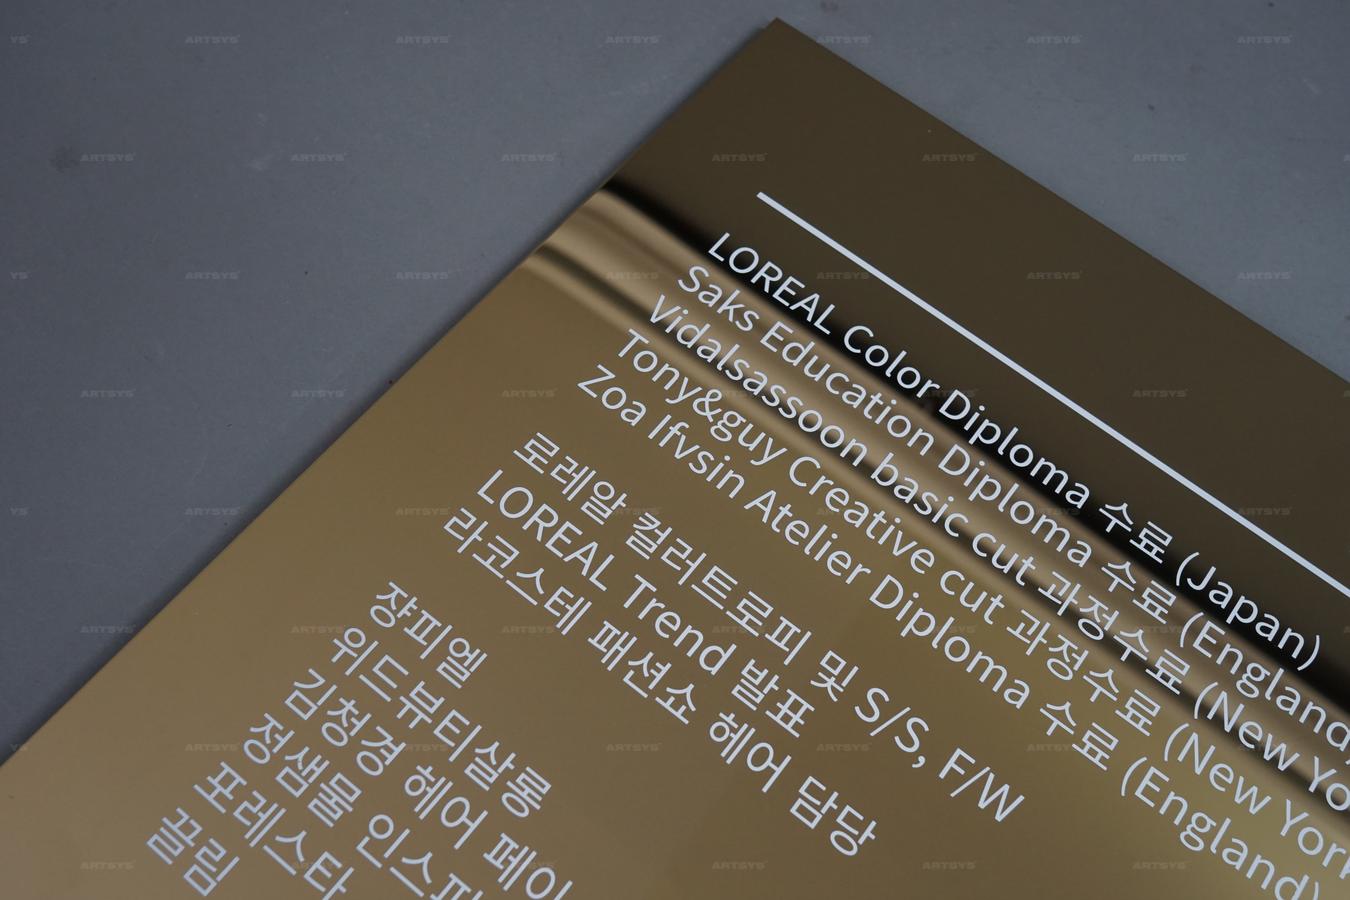 LOREAL Color Diploma 수료 (Japan)
Saks Education Diploma 수료 (England)
Vidalsassoon basic cut 과정수료 (New Yo
Tony&guy Creative cut 과정수료 (New York
Zoa Ifvsin Atelier Diploma 수료 (England)
로레알 컬러트로피 및 S/S, F/W
LOREAL Trend 발표
라코스테 패션쇼 헤어 담당
쟝피엘
위드뷰티살롱
김청경 헤어 페이
정샘물 인스피
포레스타
끌림
ARTSYS